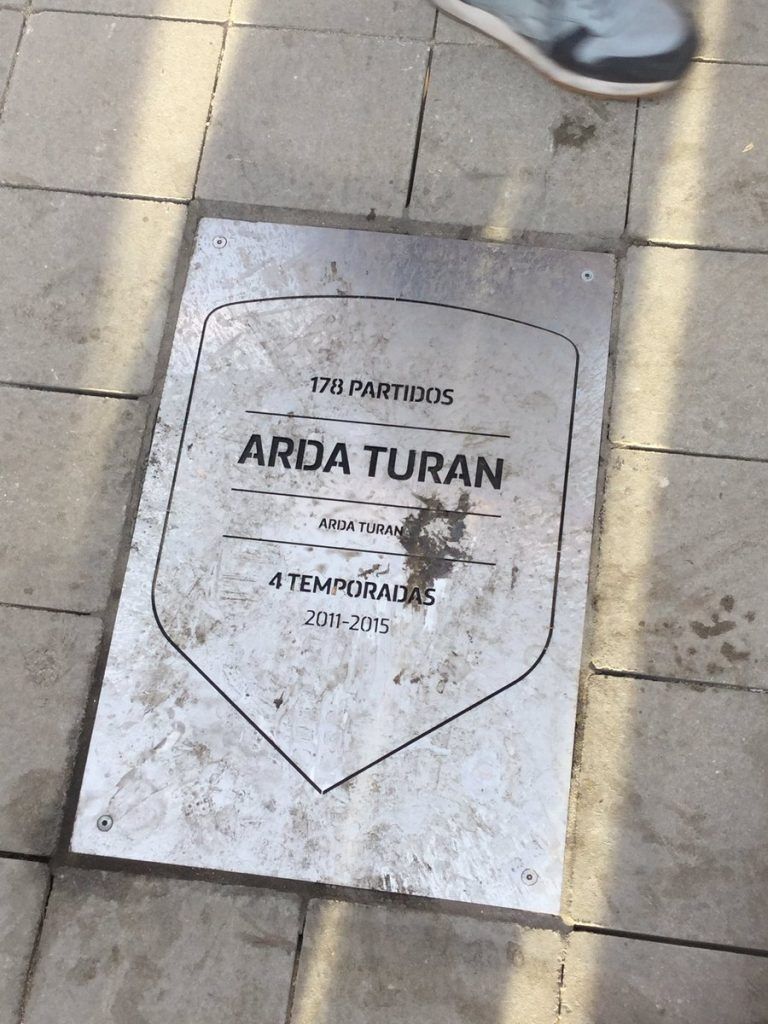 178 PARTIDOS
ARDA TURAN
ARDA TURAN
4 TEMPORADAS
2011-2015